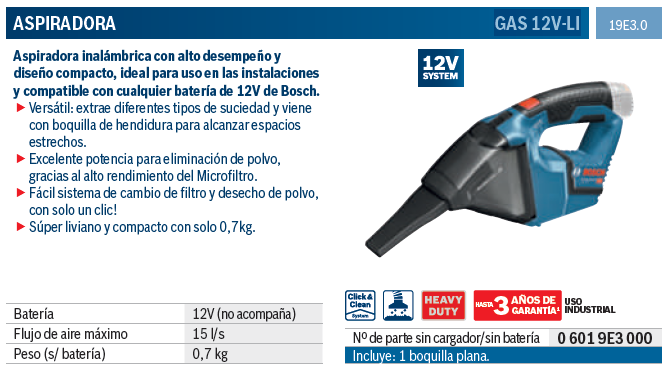 ASPIRADORA
GAS 12V-LI
19E3.0
Aspiradora inalámbrica con alto desempeño y
diseño compacto, ideal para uso en las instalaciones
y compatible con cualquier batería de 12V de Bosch.
Versátil: extrae diferentes tipos de suciedad y viene
con boquilla de hendidura para alcanzar espacios
estrechos.
Excelente potencia para eliminación de polvo,
gracias al alto rendimiento del Microfiltro.
Fácil sistema de cambio de filtro y desecho de polvo,
con solo un clic!
Súper liviano y compacto con solo 0,7kg.
12V
SYSTEM
BOSCH
Batería 12V (no acompaña)
Flujo de aire máximo 15 l/s
Peso (s/ batería) 0,7 kg
Click &
Clean
System
HEAVY
DUTY
HASTA 3 AÑOS DE
GARANTÍA¹
USO
INDUSTRIAL
Nº de parte sin cargador/sin batería 0 601 9E3 000
Incluye: 1 boquilla plana.